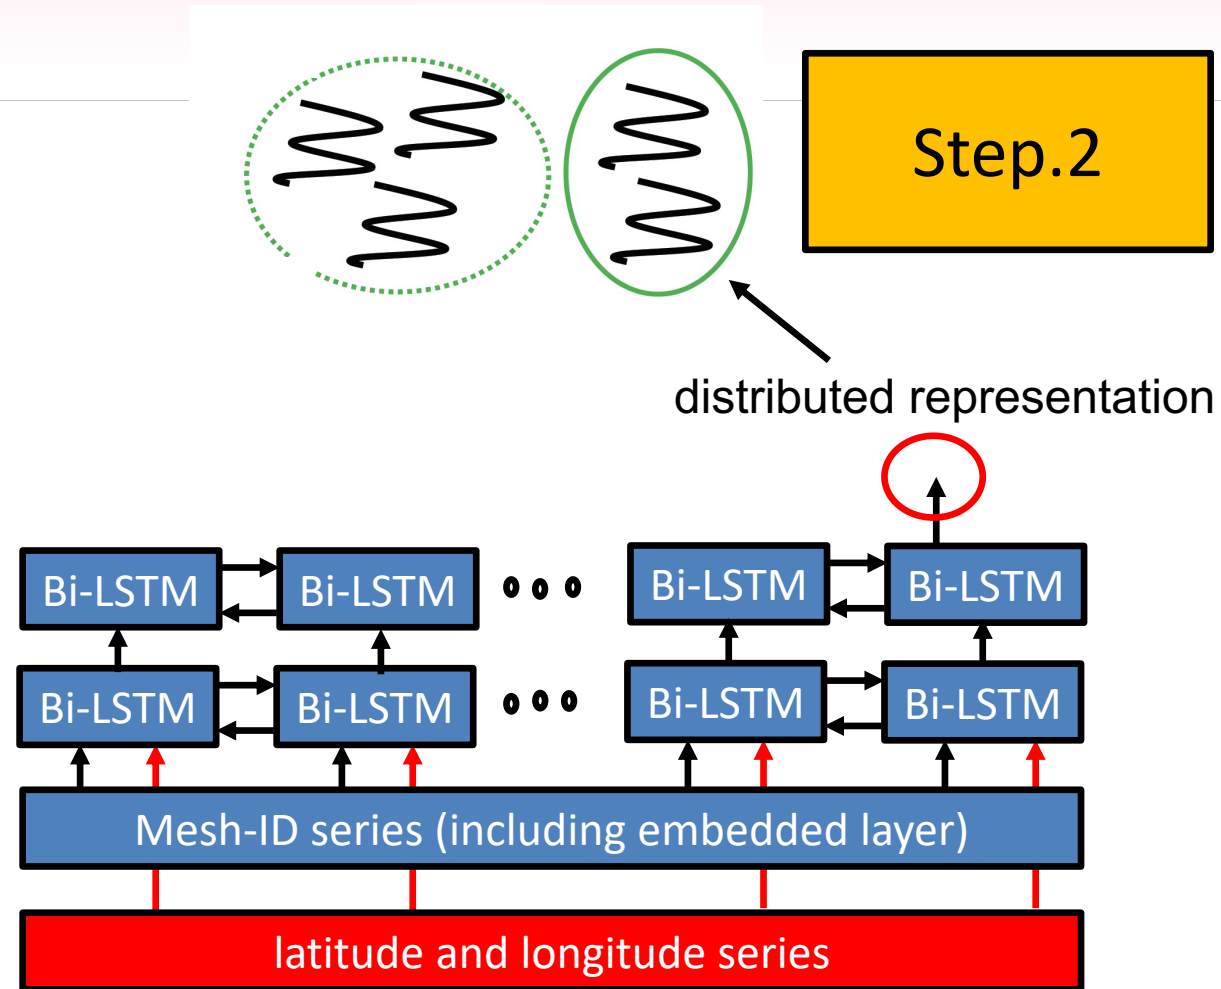 Step.2
distributed representation
Bi-LSTM
Bi-LSTM
Bi-LSTM
Bi-LSTM
Bi-LSTM
Bi-LSTM
Bi-LSTM
Bi-LSTM
Mesh-ID series (including embedded layer)
latitude and longitude series